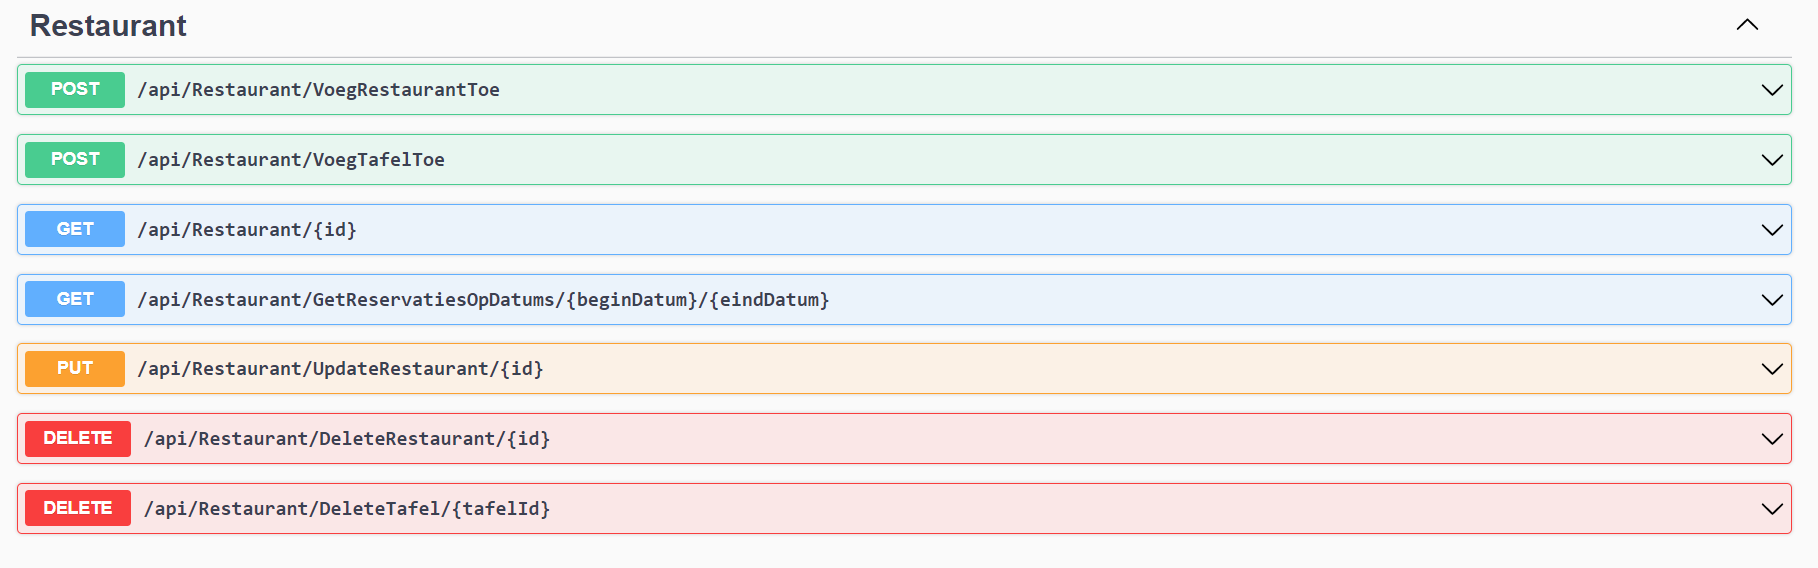 Restaurant
POST /api/Restaurant/VoegRestaurantToe
POST /api/Restaurant/VoegTafelToe
GET /api/Restaurant/{id}
GET /api/Restaurant/GetReservatiesOpDatums/{beginDatum}/{eindDatum}
PUT /api/Restaurant/UpdateRestaurant/{id}
DELETE /api/Restaurant/DeleteRestaurant/{id}
DELETE /api/Restaurant/DeleteTafel/{tafelId}